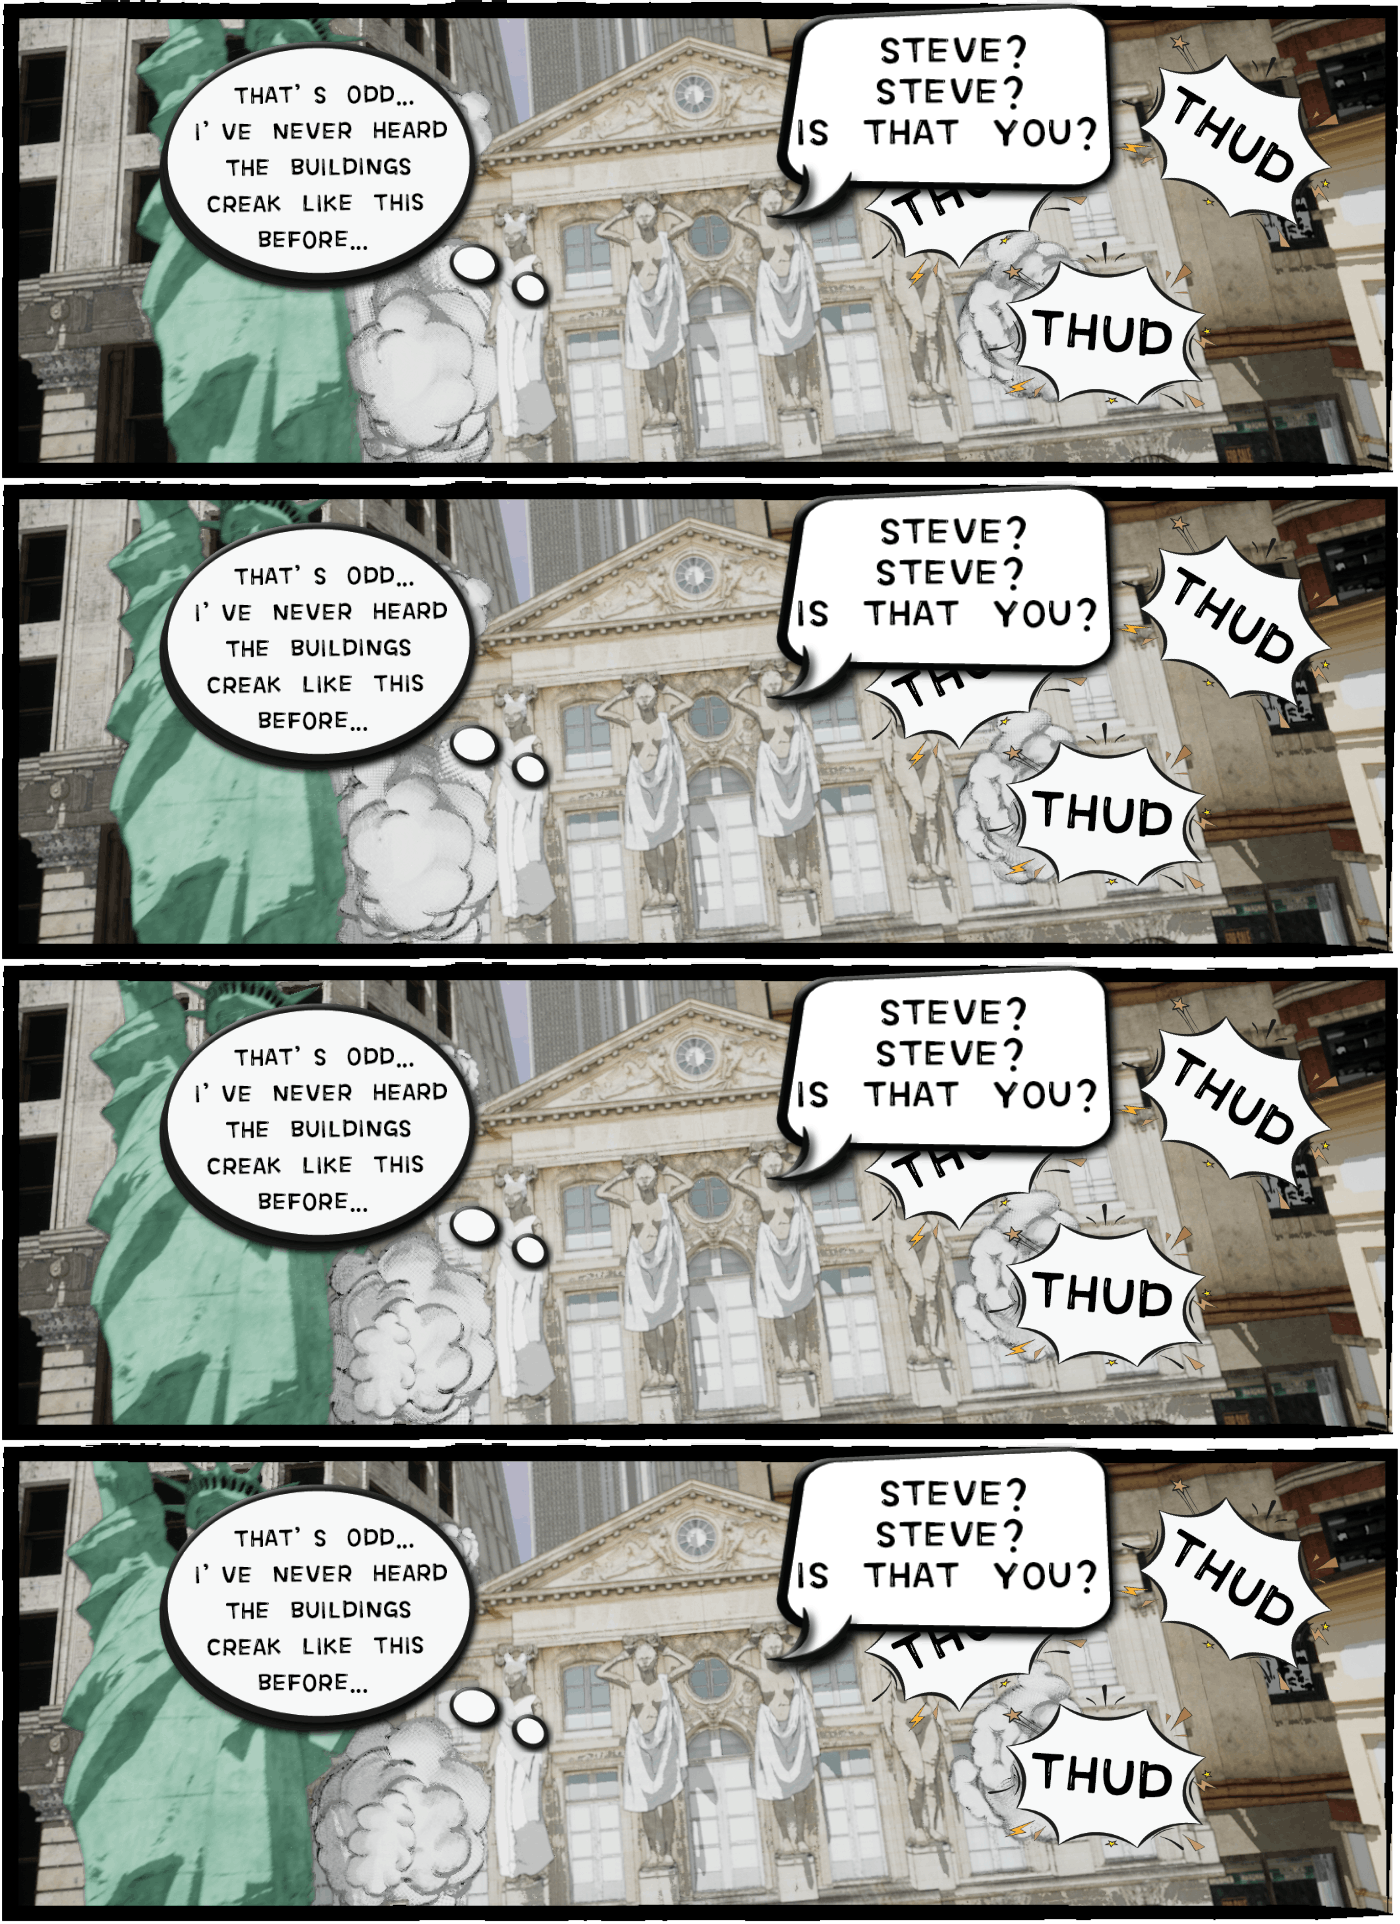 THAT'S ODD...
I'VE NEVER HEARD
THE BUILDINGS
CREAK LIKE THIS
BEFORE...
STEVE?
STEVE?
IS THAT YOU?
THUD
THUD
THAT'S ODD...
I'VE NEVER HEARD
THE BUILDINGS
CREAK LIKE THIS
BEFORE...
STEVE?
STEVE?
IS THAT YOU?
THUD
THUD
THAT'S ODD...
I'VE NEVER HEARD
THE BUILDINGS
CREAK LIKE THIS
BEFORE...
STEVE?
STEVE?
IS THAT YOU?
THUD
THUD
THAT'S ODD...
I'VE NEVER HEARD
THE BUILDINGS
CREAK LIKE THIS
BEFORE...
STEVE?
STEVE?
IS THAT YOU?
THUD
THUD